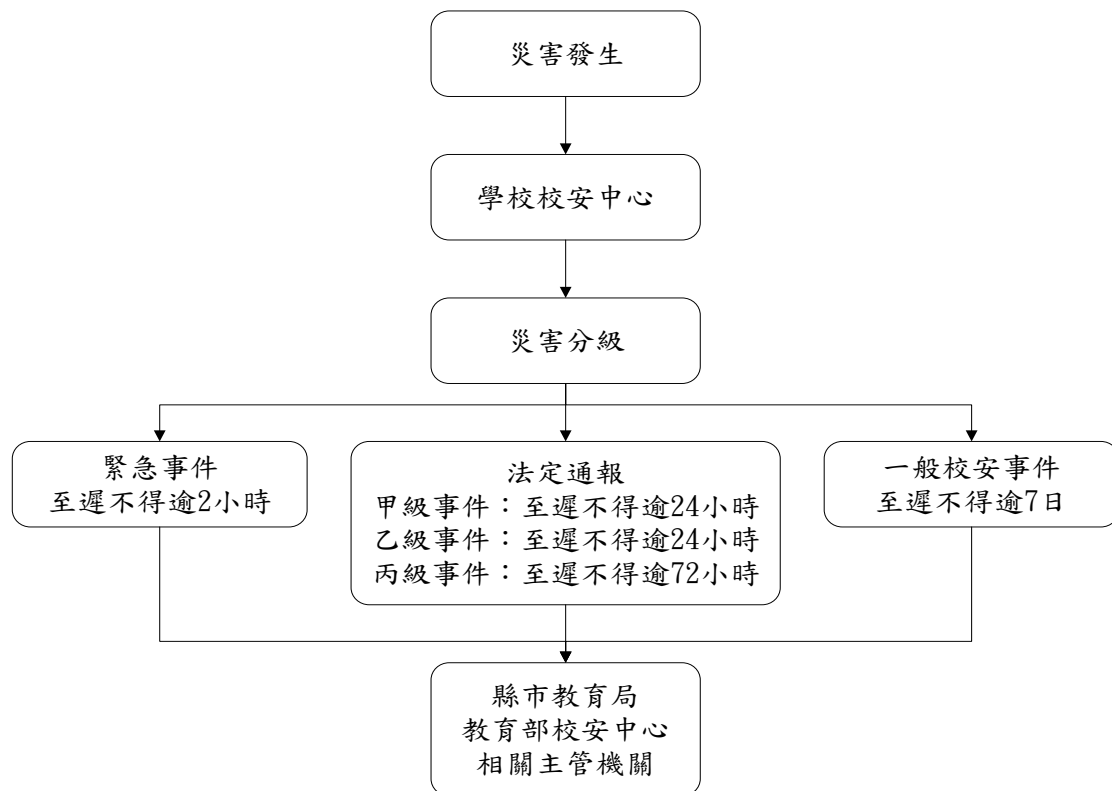 災害發生
學校校安中心
災害分級
緊急事件
至遲不得逾2小時
法定通報
甲級事件：至遲不得逾24小時
乙級事件：至遲不得逾24小時
丙級事件：至遲不得逾72小時
一般校安事件
至遲不得逾7日
縣市教育局
教育部校安中心
相關主管機關